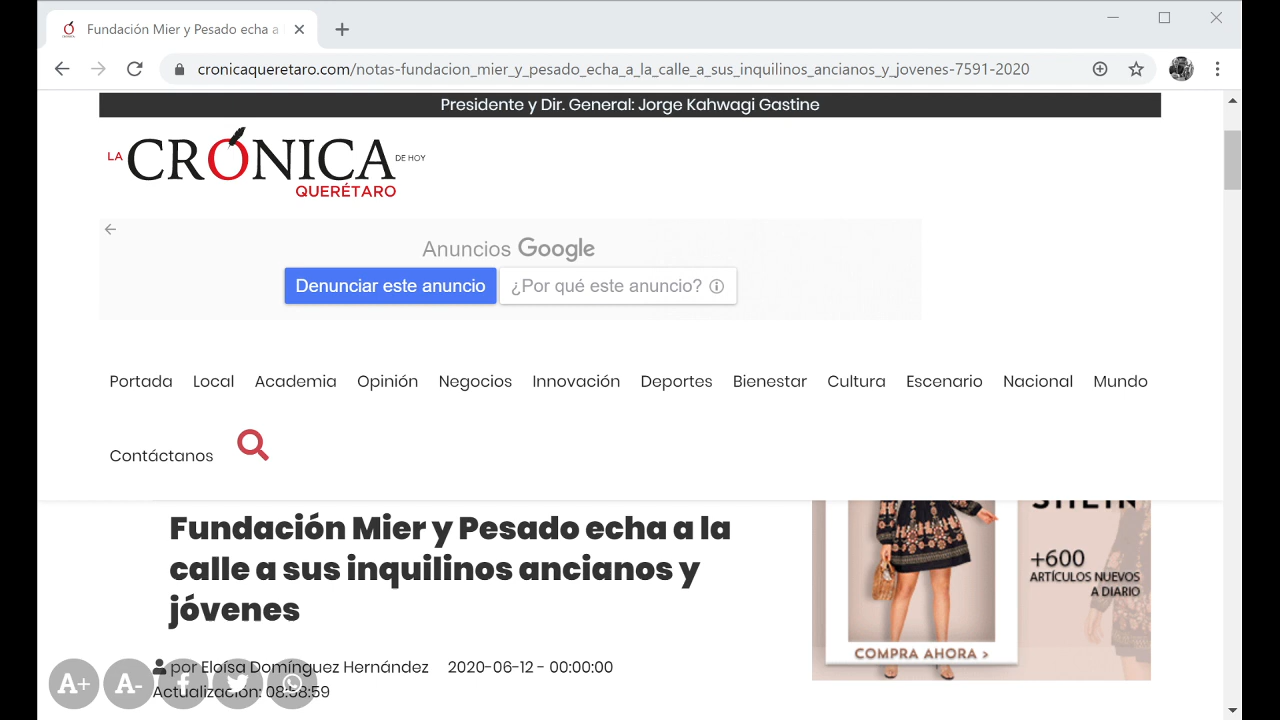 Fundación Mier y Pesado echa a
cronicaqueretaro.com/notas-fundacion_mier_y_pesado_echa_a_la_calle_a_sus_inquilinos_ancianos_y_jovenes-7591-2020
Presidente y Dir. General: Jorge Kahwagi Gastine
LA CRÓNICA DE HOY
QUERÉTARO
Anuncios Google
Denunciar este anuncio ¿Por qué este anuncio?
Portada Local Academia Opinión Negocios Innovación Deportes Bienestar Cultura Escenario Nacional Mundo
Contáctanos
Fundación Mier y Pesado echa a la
calle a sus inquilinos ancianos y
jóvenes
por Eloísa Domínguez Hernández 2020-06-12 - 00:00:00
Actualización: 08:58:59
A+ A-
SHEIN
+600
ARTÍCULOS NUEVOS
A DIARIO
COMPRA AHORA >